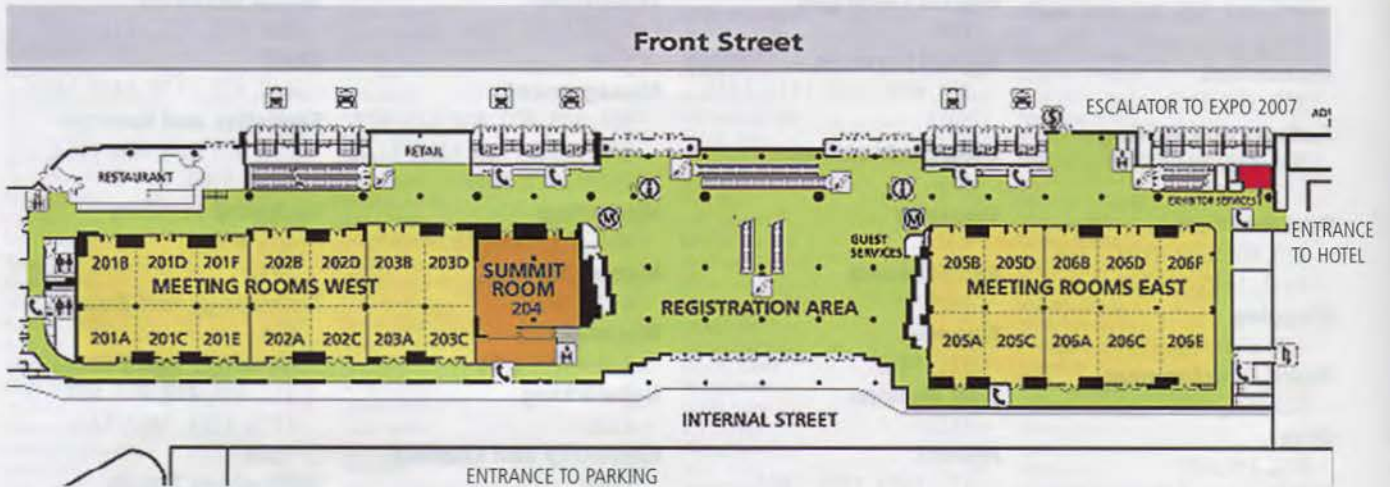 Front Street
ESCALATOR TO EXPO 2007
RETAIL
RESTAURANT
EXHIBITOR SERVICES
ENTRANCE
TO HOTEL
GUEST
SERVICES
201B 201D 201F 202B 202D 203B 203D
SUMMIT
ROOM
204
MEETING ROOMS WEST
201A 201C 201E 202A 202C 203A 203C
REGISTRATION AREA
205B 205D 206B 206D 206F
MEETING ROOMS EAST
205A 205C 206A 206C 206E
INTERNAL STREET
ENTRANCE TO PARKING